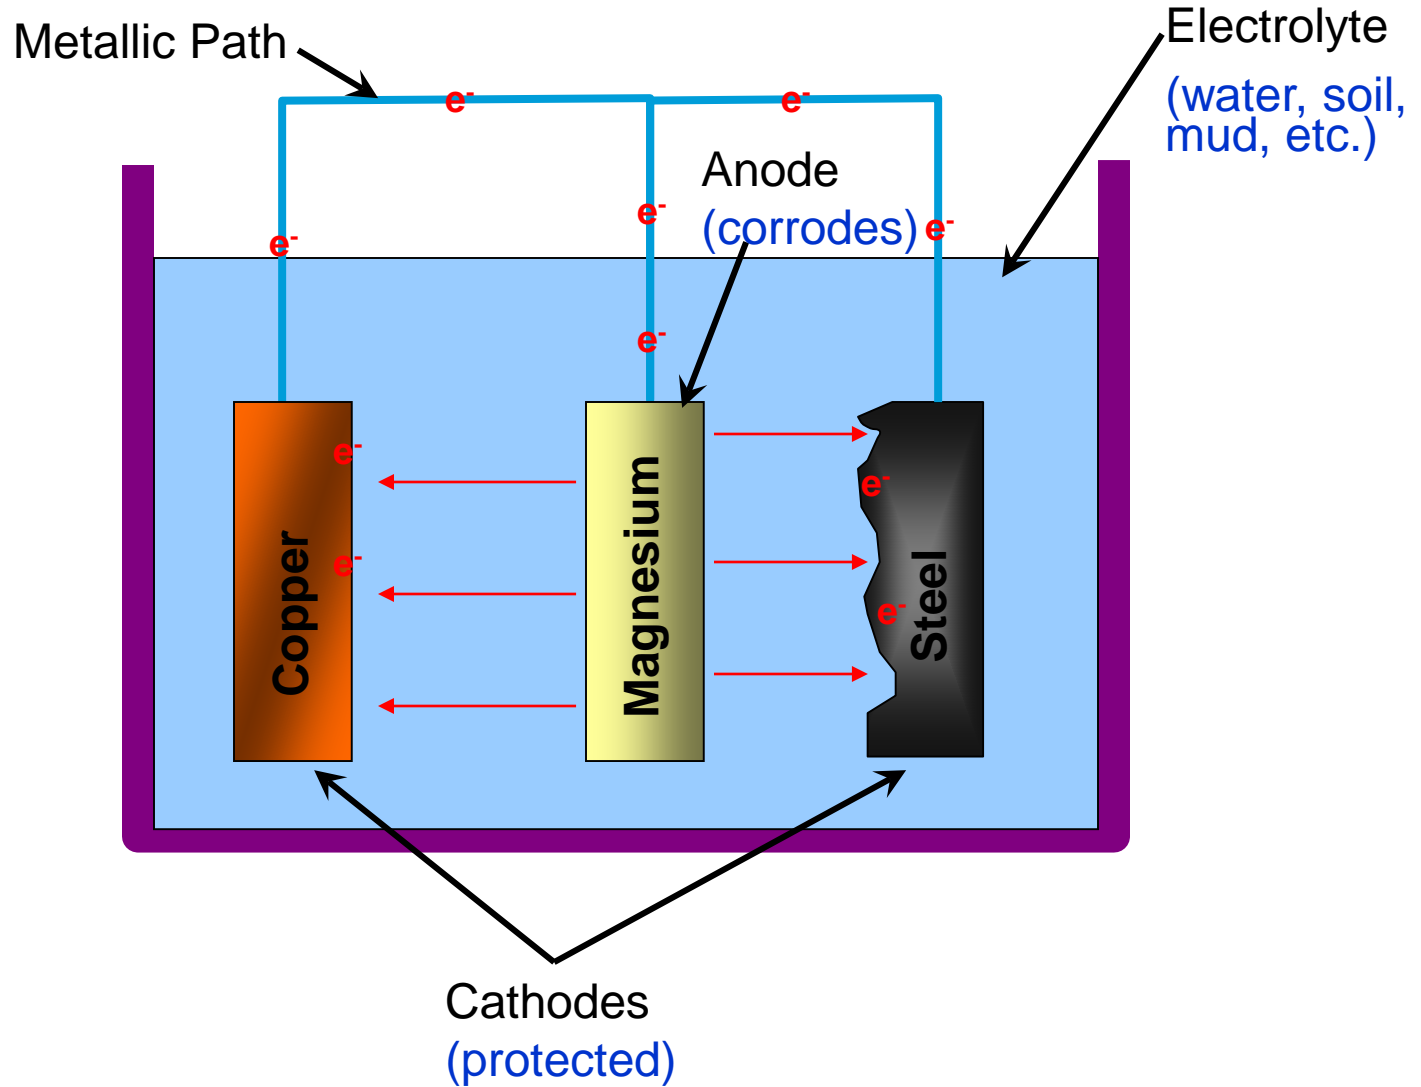 Metallic Path
Electrolyte
(water, soil,
mud, etc.)
e-
e-
Anode
(corrodes)
e-
e-
e-
e-
e-
e-
e-
e-
Copper
Magnesium
Steel
Cathodes
(protected)